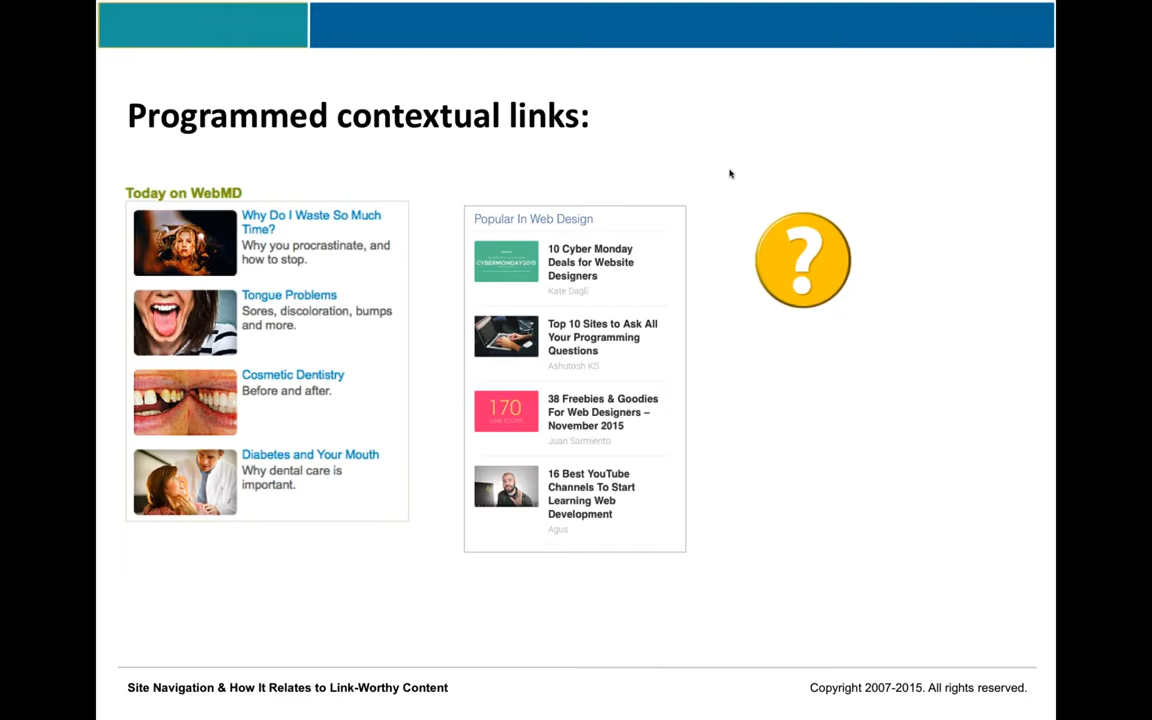 Programmed contextual links:
Today on WebMD
Why Do I Waste So Much
Time?
Why you procrastinate, and
how to stop.
Tongue Problems
Sores, discoloration, bumps
and more.
Cosmetic Dentistry
Before and after.
Diabetes and Your Mouth
Why dental care is
important.
Popular In Web Design
CYBERMONDAY2015
10 Cyber Monday
Deals for Website
Designers
Kate Dagli
Top 10 Sites to Ask All
Your Programming
Questions
Ashutosh KS
170
38 Freebies & Goodies
For Web Designers –
November 2015
Juan Sarmiento
16 Best YouTube
Channels To Start
Learning Web
Development
Agus
?
Site Navigation & How It Relates to Link-Worthy Content
Copyright 2007-2015. All rights reserved.